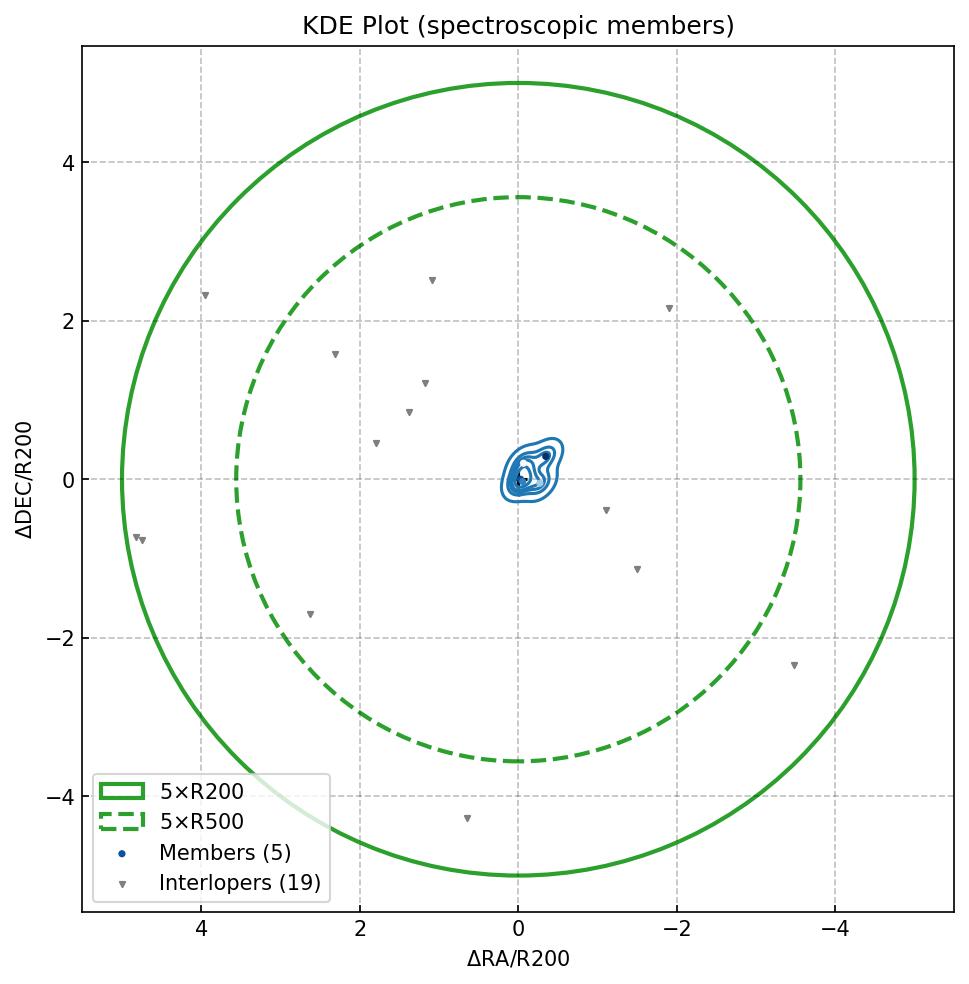 KDE Plot (spectroscopic members)
ΔDEC/R200
4
2
0
−2
−4
5×R200
5×R500
Members (5)
Interlopers (19)
4
2
0
−2
−4
ΔRA/R200